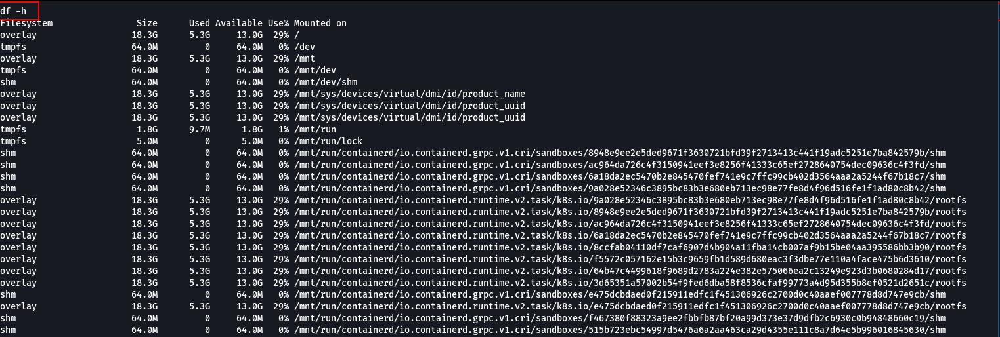 df -h
Filesystem Size Used Available Use% Mounted on
overlay 18.3G 5.3G 13.0G 29% /
tmpfs 64.0M 0 64.0M 0% /dev
overlay 18.3G 5.3G 13.0G 29% /mnt
tmpfs 64.0M 0 64.0M 0% /mnt/dev
shm 64.0M 0 64.0M 0% /mnt/dev/shm
overlay 18.3G 5.3G 13.0G 29% /mnt/sys/devices/virtual/dmi/id/product_name
overlay 18.3G 5.3G 13.0G 29% /mnt/sys/devices/virtual/dmi/id/product_uuid
overlay 18.3G 5.3G 13.0G 29% /mnt/sys/devices/virtual/dmi/id/product_uuid
tmpfs 1.8G 9.7M 1.8G 1% /mnt/run
tmpfs 5.0M 0 5.0M 0% /mnt/run/lock
shm 64.0M 0 64.0M 0% /mnt/run/containerd/io.containerd.grpc.v1.cri/sandboxes/8948e9ee2e5ded9671f3630721bfd39f2713413c441f19adc5251e7ba842579b/shm
shm 64.0M 0 64.0M 0% /mnt/run/containerd/io.containerd.grpc.v1.cri/sandboxes/ac964da726c4f3150941eef3e8256f41333c65ef2728640754dec09636c4f3fd/shm
shm 64.0M 0 64.0M 0% /mnt/run/containerd/io.containerd.grpc.v1.cri/sandboxes/6a18da2ec5470b2e845470fef741e9c7ffc99cb402d3564aaa2a5244f67b18c7/shm
shm 64.0M 0 64.0M 0% /mnt/run/containerd/io.containerd.grpc.v1.cri/sandboxes/9a028e52346c3895bc83b3e680eb713ec98e77fe8d4f96d516fe1f1ad80c8b42/shm
overlay 18.3G 5.3G 13.0G 29% /mnt/run/containerd/io.containerd.runtime.v2.task/k8s.io/9a028e52346c3895bc83b3e680eb713ec98e77fe8d4f96d516fe1f1ad80c8b42/rootfs
overlay 18.3G 5.3G 13.0G 29% /mnt/run/containerd/io.containerd.runtime.v2.task/k8s.io/8948e9ee2e5ded9671f3630721bfd39f2713413c441f19adc5251e7ba842579b/rootfs
overlay 18.3G 5.3G 13.0G 29% /mnt/run/containerd/io.containerd.runtime.v2.task/k8s.io/ac964da726c4f3150941eef3e8256f41333c65ef2728640754dec09636c4f3fd/rootfs
overlay 18.3G 5.3G 13.0G 29% /mnt/run/containerd/io.containerd.runtime.v2.task/k8s.io/6a18da2ec5470b2e845470fef741e9c7ffc99cb402d3564aaa2a5244f67b18c7/rootfs
overlay 18.3G 5.3G 13.0G 29% /mnt/run/containerd/io.containerd.runtime.v2.task/k8s.io/8ccfab04110df7caf6907d4b904a11fba14cb007af9b15be04aa395586bb3b90/rootfs
overlay 18.3G 5.3G 13.0G 29% /mnt/run/containerd/io.containerd.runtime.v2.task/k8s.io/f5572c057162e15b3c9659fb1d589d680eac3f3dbe77e110a4face475b6d3610/rootfs
overlay 18.3G 5.3G 13.0G 29% /mnt/run/containerd/io.containerd.runtime.v2.task/k8s.io/64b47c4499618f9689d2783a224e382e575066ea2c13249e923d3b0680284d17/rootfs
overlay 18.3G 5.3G 13.0G 29% /mnt/run/containerd/io.containerd.runtime.v2.task/k8s.io/3d65351a57002b54f9fed6dba58f8536cfaf99773a4d95d355b8ef0521d2651c/rootfs
shm 64.0M 0 64.0M 0% /mnt/run/containerd/io.containerd.grpc.v1.cri/sandboxes/e475dcbdaed0f215911edfc1f451306926c2700d0c40aaef007778d8d747e9cb/shm
overlay 18.3G 5.3G 13.0G 29% /mnt/run/containerd/io.containerd.runtime.v2.task/k8s.io/e475dcbdaed0f215911edfc1f451306926c2700d0c40aaef007778d8d747e9cb/rootfs
shm 64.0M 0 64.0M 0% /mnt/run/containerd/io.containerd.grpc.v1.cri/sandboxes/f467380f88323a9ee2fbbfb87bf20a99d373e37d9dfb2c6930c0b94848660c19/shm
shm 64.0M 0 64.0M 0% /mnt/run/containerd/io.containerd.grpc.v1.cri/sandboxes/515b723ebc54997d5476a6a2aa463ca29d4355e111c8a7d64e5b996016845630/shm